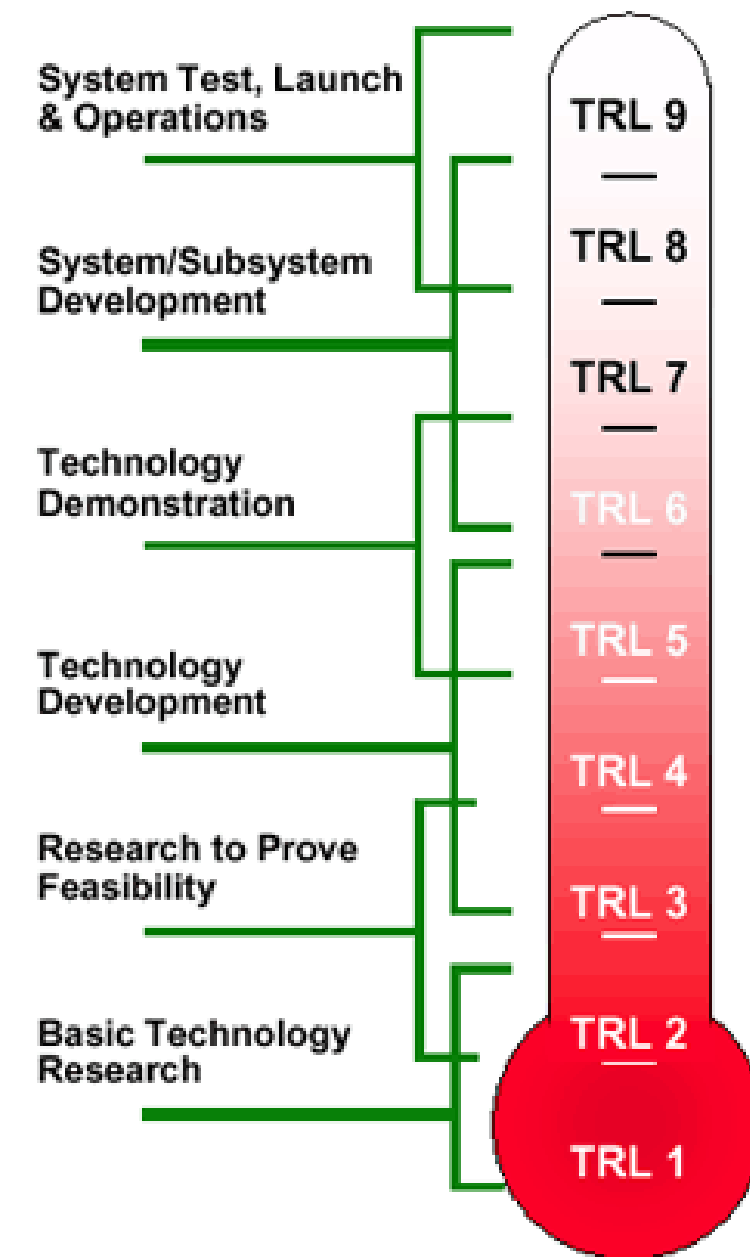 System Test, Launch
& Operations
System/Subsystem
Development
Technology
Demonstration
Technology
Development
Research to Prove
Feasibility
Basic Technology
Research
TRL 9
TRL 8
TRL 7
TRL 6
TRL 5
TRL 4
TRL 3
TRL 2
TRL 1